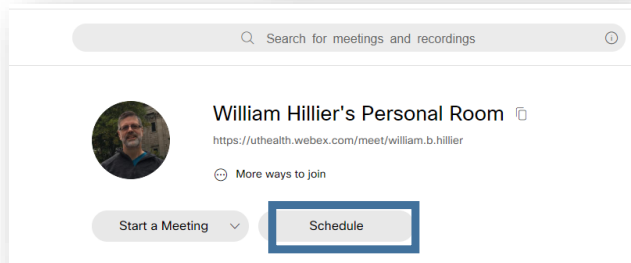 Search for meetings and recordings
William Hillier's Personal Room
https://uthealth.webex.com/meet/william.b.hillier
More ways to join
Start a Meeting
Schedule